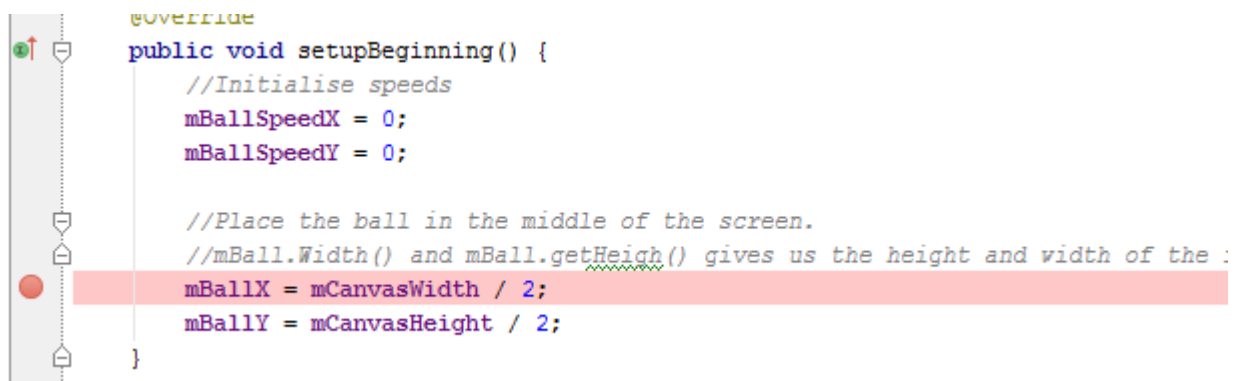 @Override
public void setupBeginning() {
//Initialise speeds
mBallSpeedX = 0;
mBallSpeedY = 0;
//Place the ball in the middle of the screen.
//mBall.Width() and mBall.getHeigh() gives us the height and width of the
mBallX = mCanvasWidth / 2;
mBallY = mCanvasHeight / 2;
}